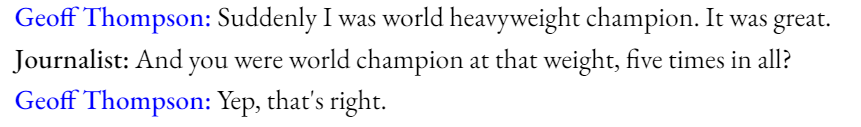 Geoff Thompson: Suddenly I was world heavyweight champion. It was great.
Journalist: And you were world champion at that weight, five times in all?
Geoff Thompson: Yep, that's right.